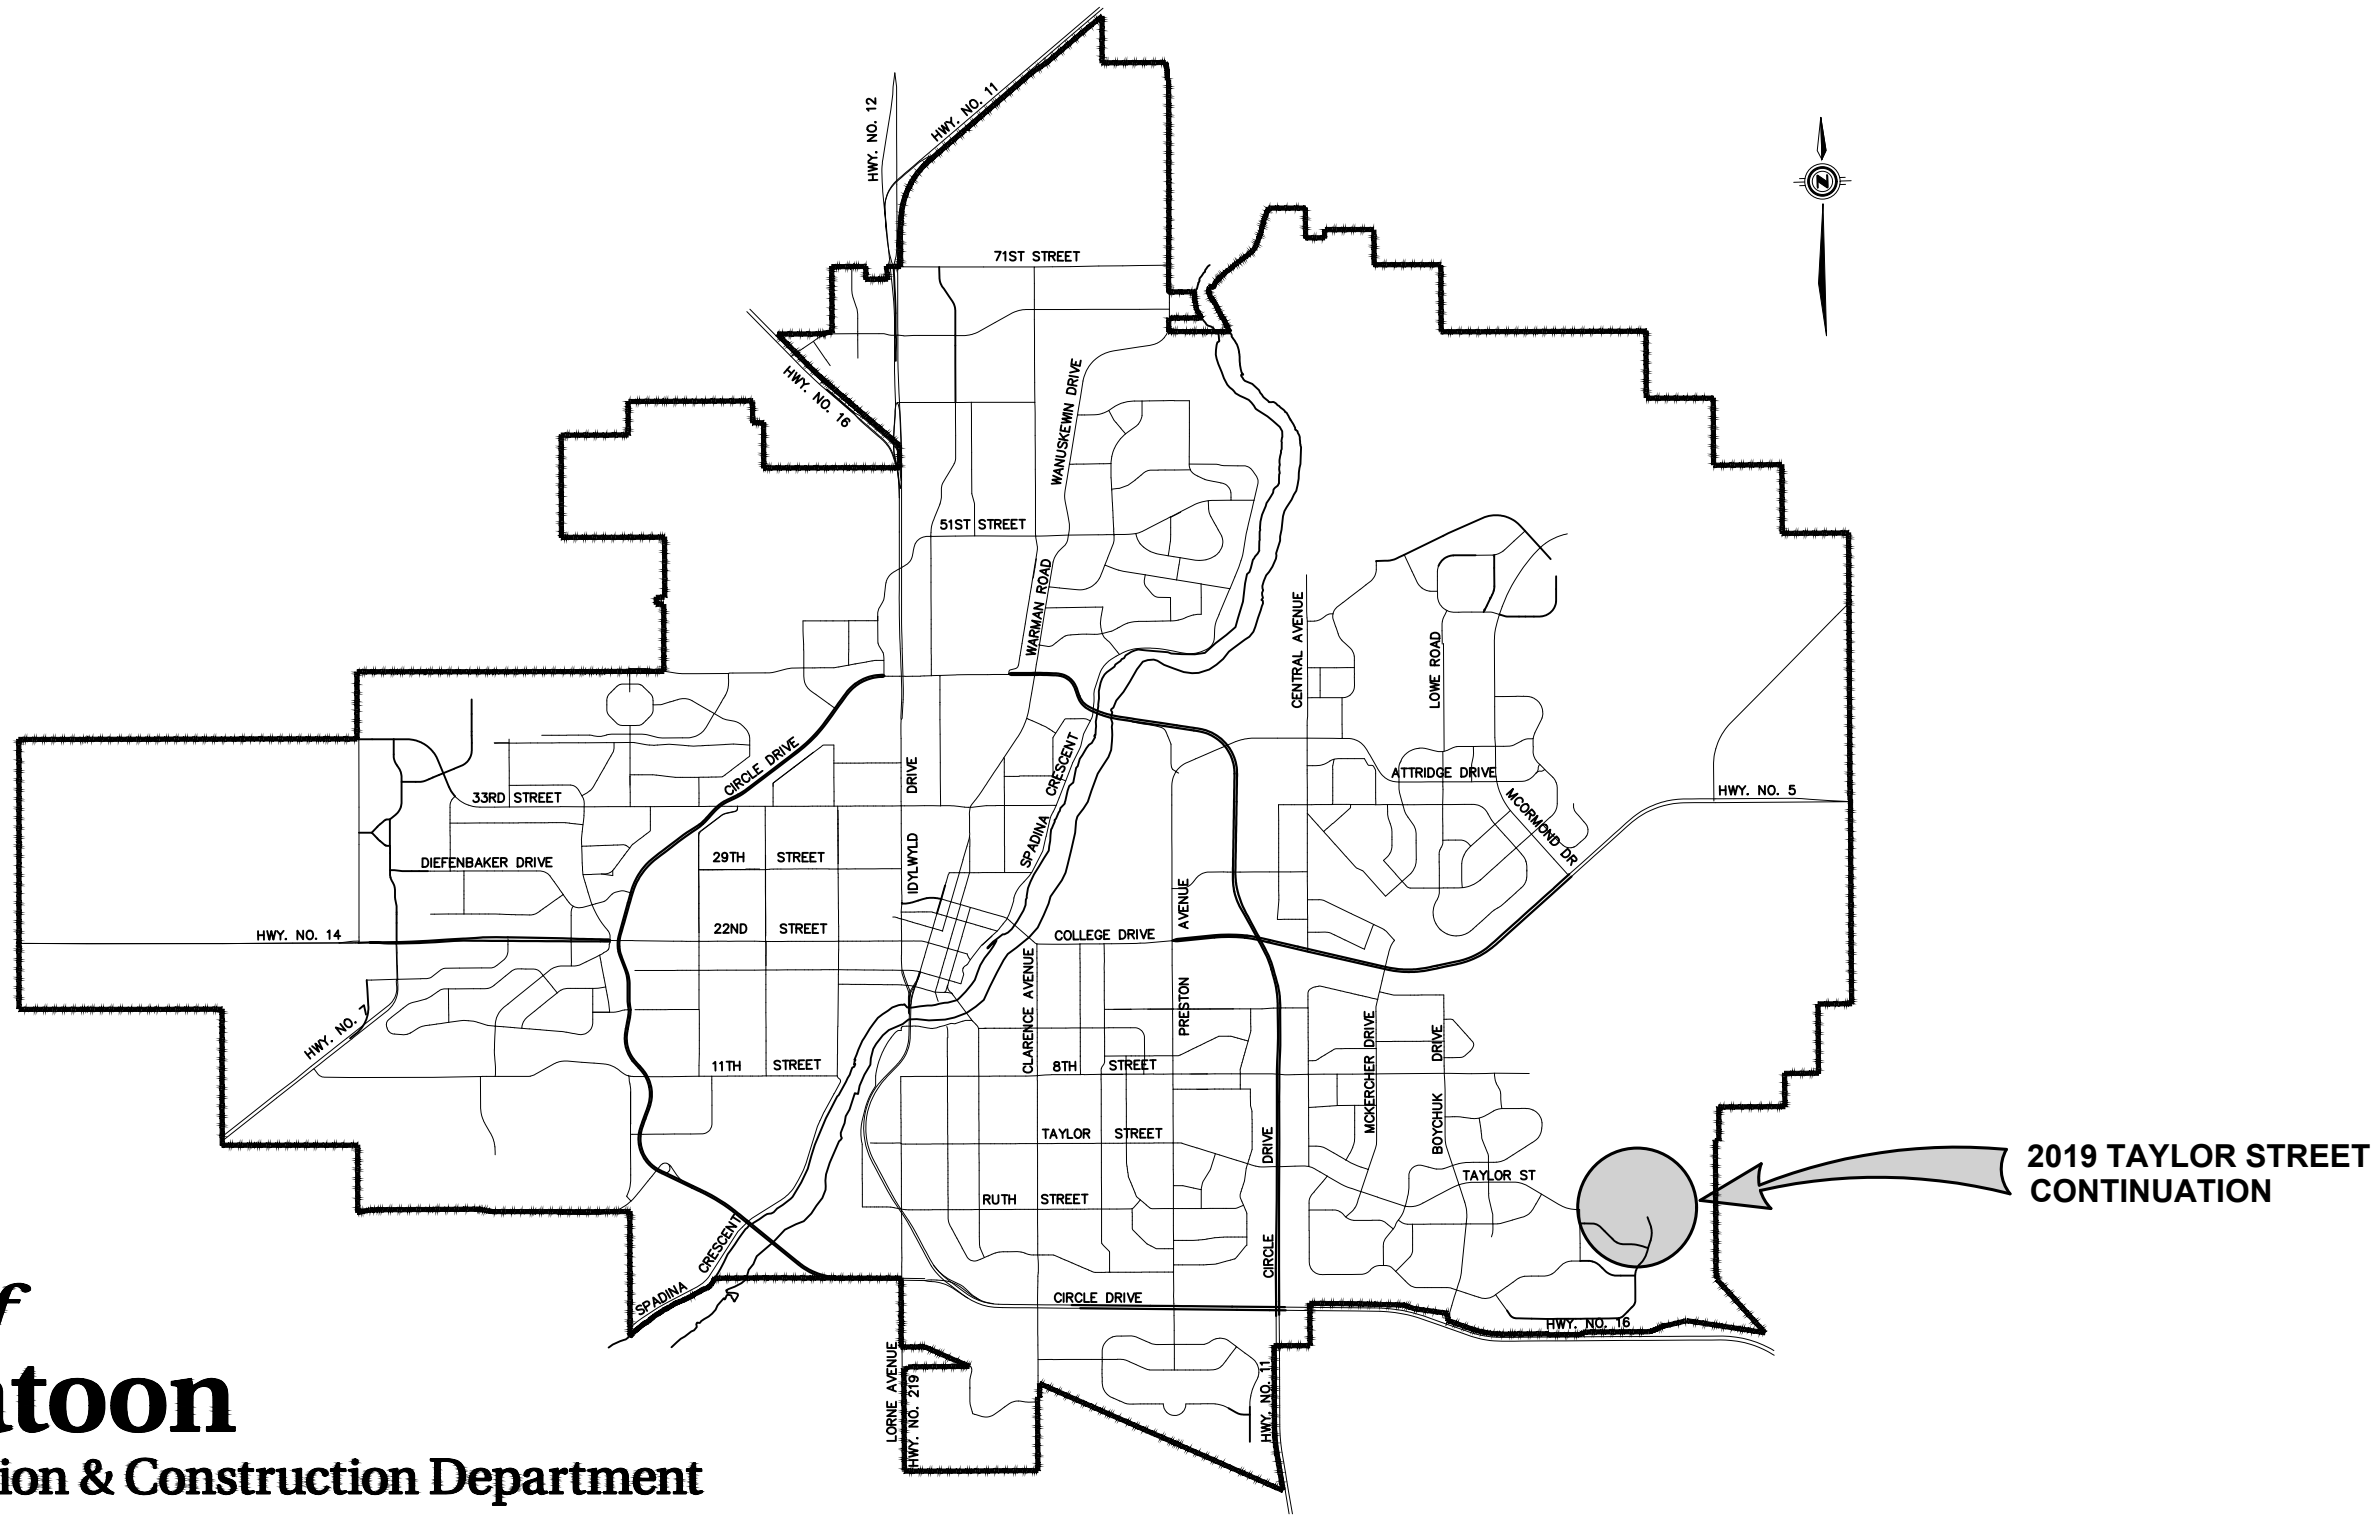 HWY. NO. 12
HWY. NO. 11
71ST STREET
HWY. NO. 16
WANUSKEWN DRIVE
51ST STREET
WARMAN ROAD
CENTRAL AVENUE
LOWE ROAD
CIRCLE DRIVE
IDYLWYLD DRIVE
SPADINA CRESCENT
ATTRIDGE DRIVE
MCORMOND DR
HWY. NO. 5
33RD STREET
29TH STREET
DIEFENBAKER DRIVE
HWY. NO. 14
22ND STREET
COLLEGE DRIVE
PRESTON AVENUE
CLARENCE AVENUE
HWY. NO. 7
11TH STREET
8TH STREET
MCKERCHER DRIVE
BOYCHUK DRIVE
TAYLOR STREET
TAYLOR ST
2019 TAYLOR STREET
CONTINUATION
RUTH STREET
CIRCLE DRIVE
SPADINA CRESCENT
CIRCLE DRIVE
HWY. NO. 16
LORNE AVENUE
HWY. NO. 219
HWY. NO. 11
N
f
toon
ion & Construction Department